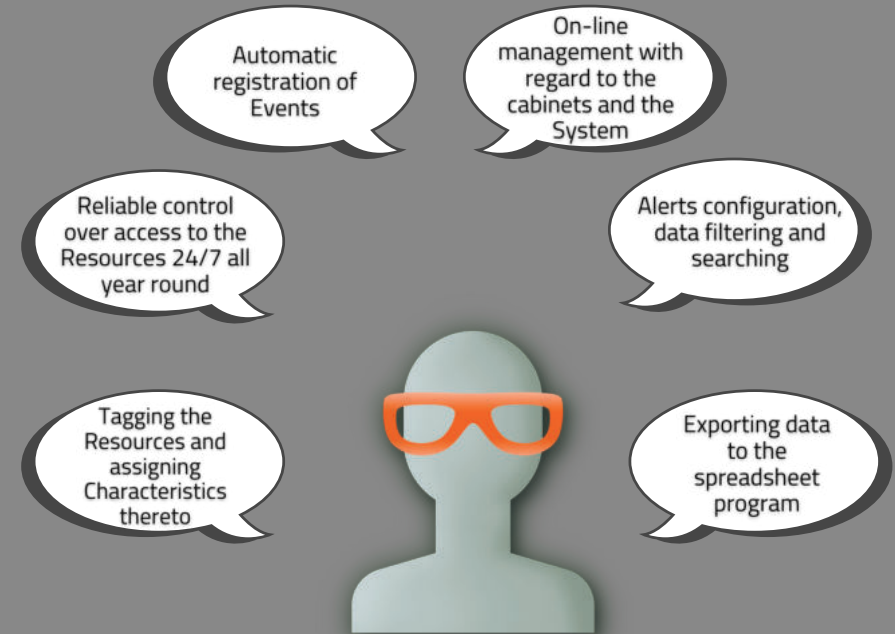 Automatic
registration of
Events
On-line
management with
regard to the
cabinets and the
System
Reliable control
over access to the
Resources 24/7 all
year round
Alerts configuration,
data filtering and
searching
Tagging the
Resources and
assigning
Characteristics
thereto
Exporting data
to the
spreadsheet
program